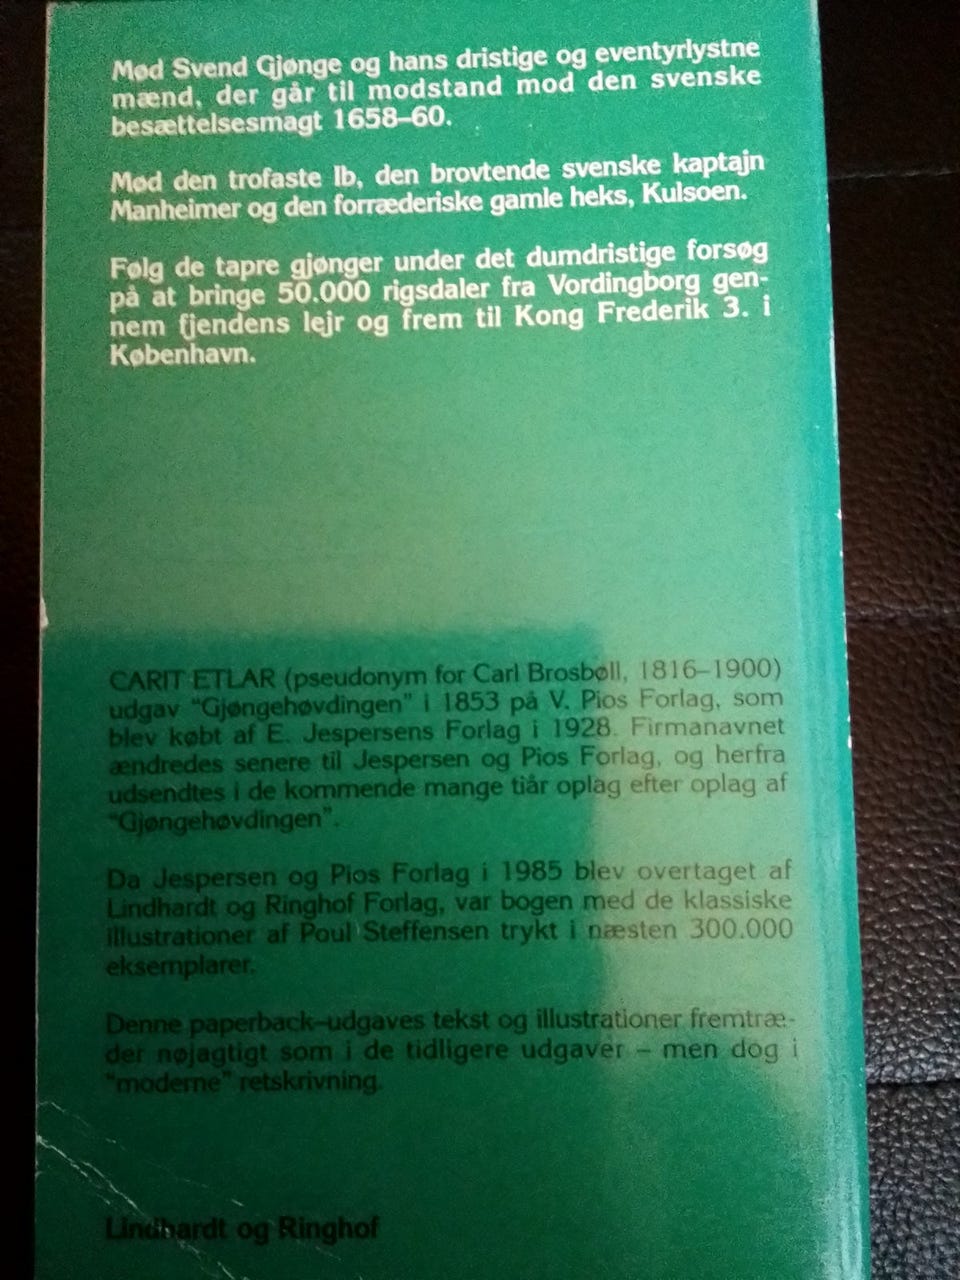 Mød Svend Gjønge og hans dristige og eventyrlystne
mænd, der går til modstand mod den svenske
besættelsesmagt 1658–60.
Mød den trofaste Ib, den brovtende svenske kaptajn
Manheimer og den forræderiske gamle heks, Kulsoen.
Følg de tapre gjønger under det dumdristige forsøg
på at bringe 50.000 rigsdaler fra Vordingborg gen-
nem fjendens lejr og frem til Kong Frederik 3. i
København.
CARIT ETLAR (pseudonym for Carl Brosbøll, 1816–1900)
udgav “Gjøngehøvdingen” i 1853 på V. Pios Forlag, som
blev købt af E. Jespersens Forlag i 1928. Firmanavnet
ændredes senere til Jespersen og Pios Forlag, og herfra
udsendtes i de kommende mange tiår oplag efter oplag af
“Gjøngehøvdingen”.
Da Jespersen og Pios Forlag i 1985 blev overtaget af
Lindhardt og Ringhof Forlag, var bogen med de klassiske
illustrationer af Poul Steffensen trykt i næsten 300.000
eksemplarer.
Denne paperback–udgaves tekst og illustrationer fremtræ-
der nøjagtigt som i de tidligere udgaver – men dog i
“moderne” retskrivning.
Lindhardt og Ringhof